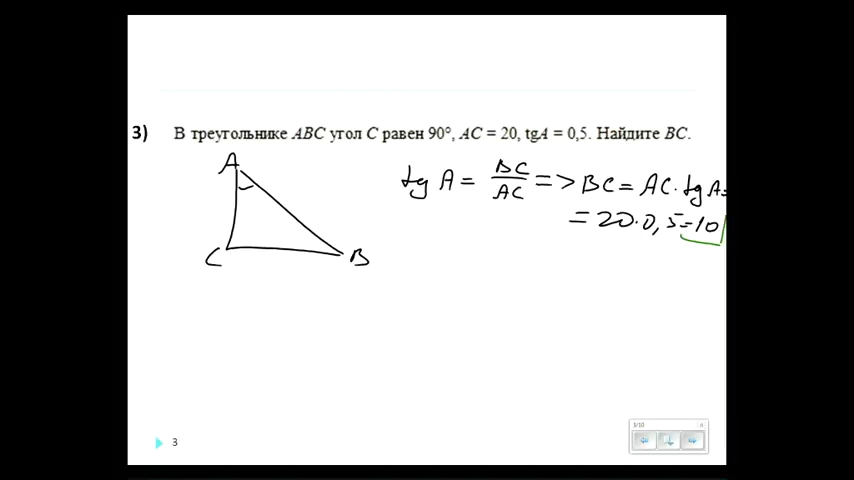 3) В треугольнике ABC угол C равен 90°, AC = 20, tgA = 0,5. Найдите BC.
A
tg A = BC/AC => BC = AC · tg A =
= 20 · 0,5 = 10
C B
3
3/10